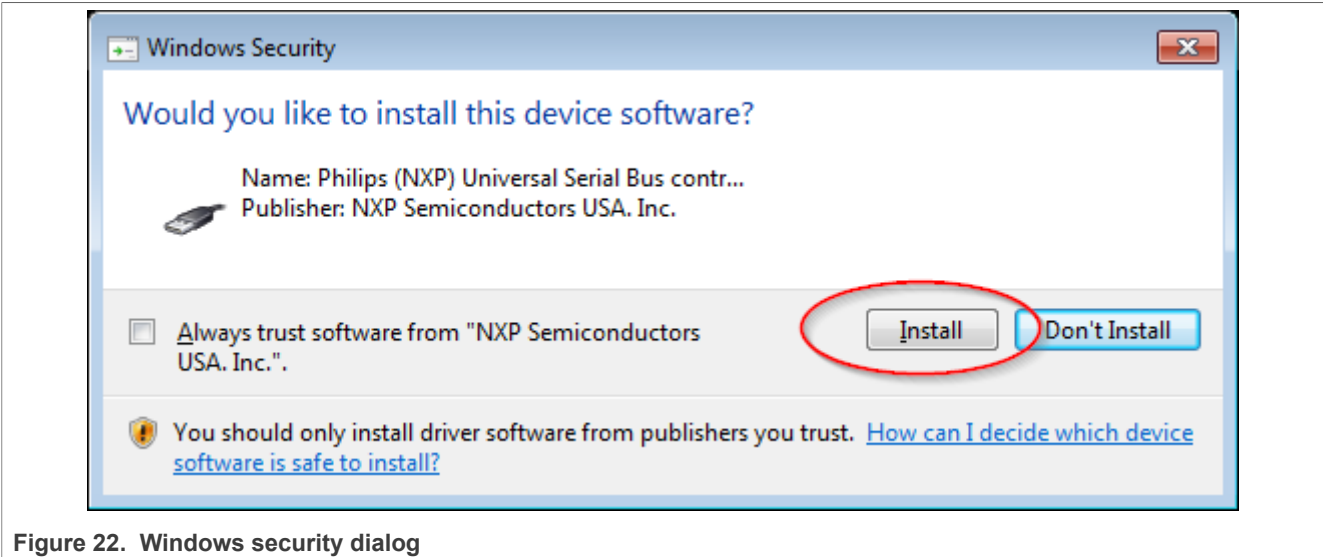 Windows Security
Would you like to install this device software?
Name: Philips (NXP) Universal Serial Bus contr...
Publisher: NXP Semiconductors USA. Inc.
Always trust software from "NXP Semiconductors
USA. Inc.".
Install
Don't Install
You should only install driver software from publishers you trust. How can I decide which device
software is safe to install?
Figure 22. Windows security dialog